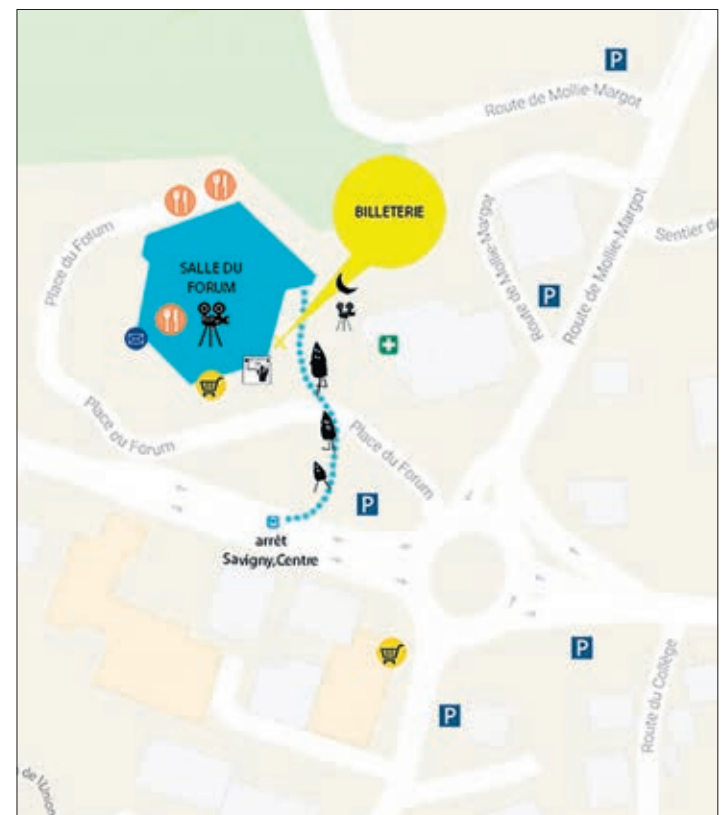 P
Route de Mollie-Margot
BILLETERIE
Place du Forum
SALLE DU
FORUM
Route de Mollie-Margot
Route de Mollie-Margot
Sentier d
P
Place du Forum
Place du Forum
P
arrêt
Savigny,Centre
P
Route du Collège
P
de l'Union